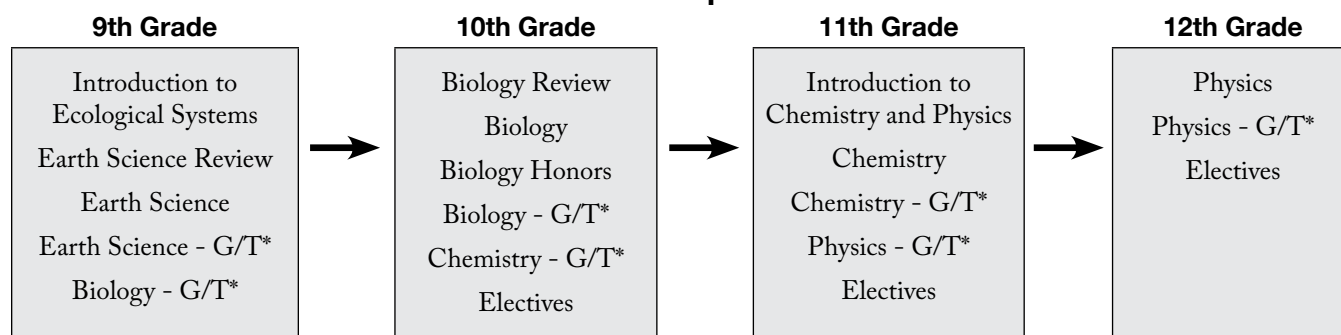 9th Grade
Introduction to
Ecological Systems
Earth Science Review
Earth Science
Earth Science - G/T*
Biology - G/T*
10th Grade
Biology Review
Biology
Biology Honors
Biology - G/T*
Chemistry - G/T*
Electives
11th Grade
Introduction to
Chemistry and Physics
Chemistry
Chemistry - G/T*
Physics - G/T*
Electives
12th Grade
Physics
Physics - G/T*
Electives